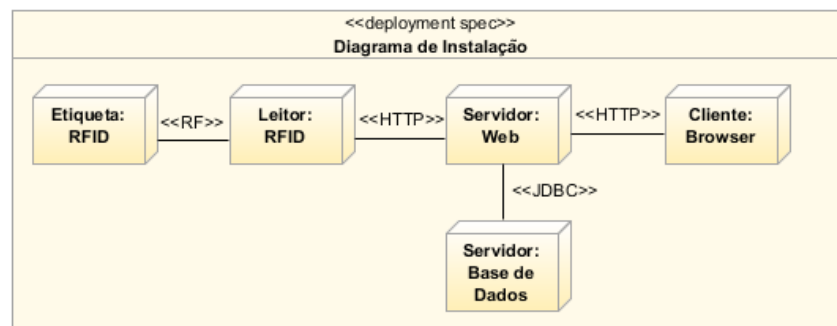 <<deployment spec>>
Diagrama de Instalação
Etiqueta:
RFID
<<RF>>
Leitor:
RFID
<<HTTP>>
Servidor:
Web
<<HTTP>>
Cliente:
Browser
<<JDBC>>
Servidor:
Base de
Dados